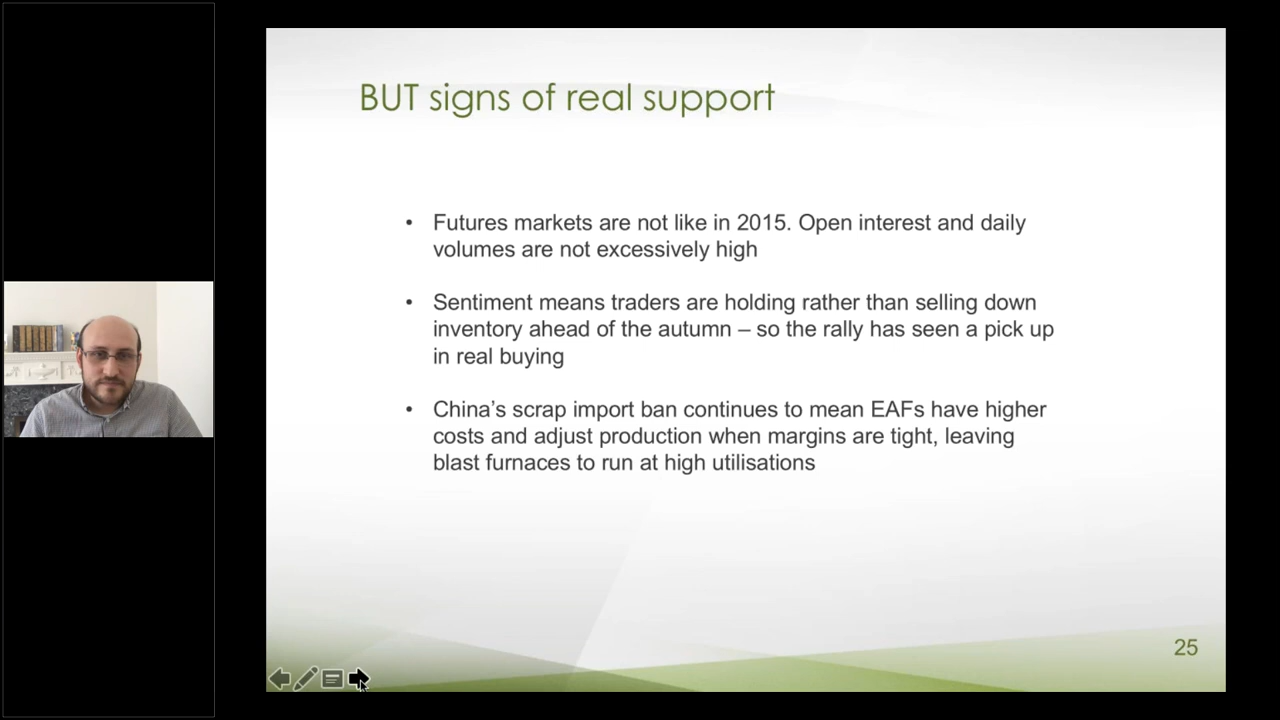 BUT signs of real support
• Futures markets are not like in 2015. Open interest and daily
volumes are not excessively high
• Sentiment means traders are holding rather than selling down
inventory ahead of the autumn – so the rally has seen a pick up
in real buying
• China’s scrap import ban continues to mean EAFs have higher
costs and adjust production when margins are tight, leaving
blast furnaces to run at high utilisations
25